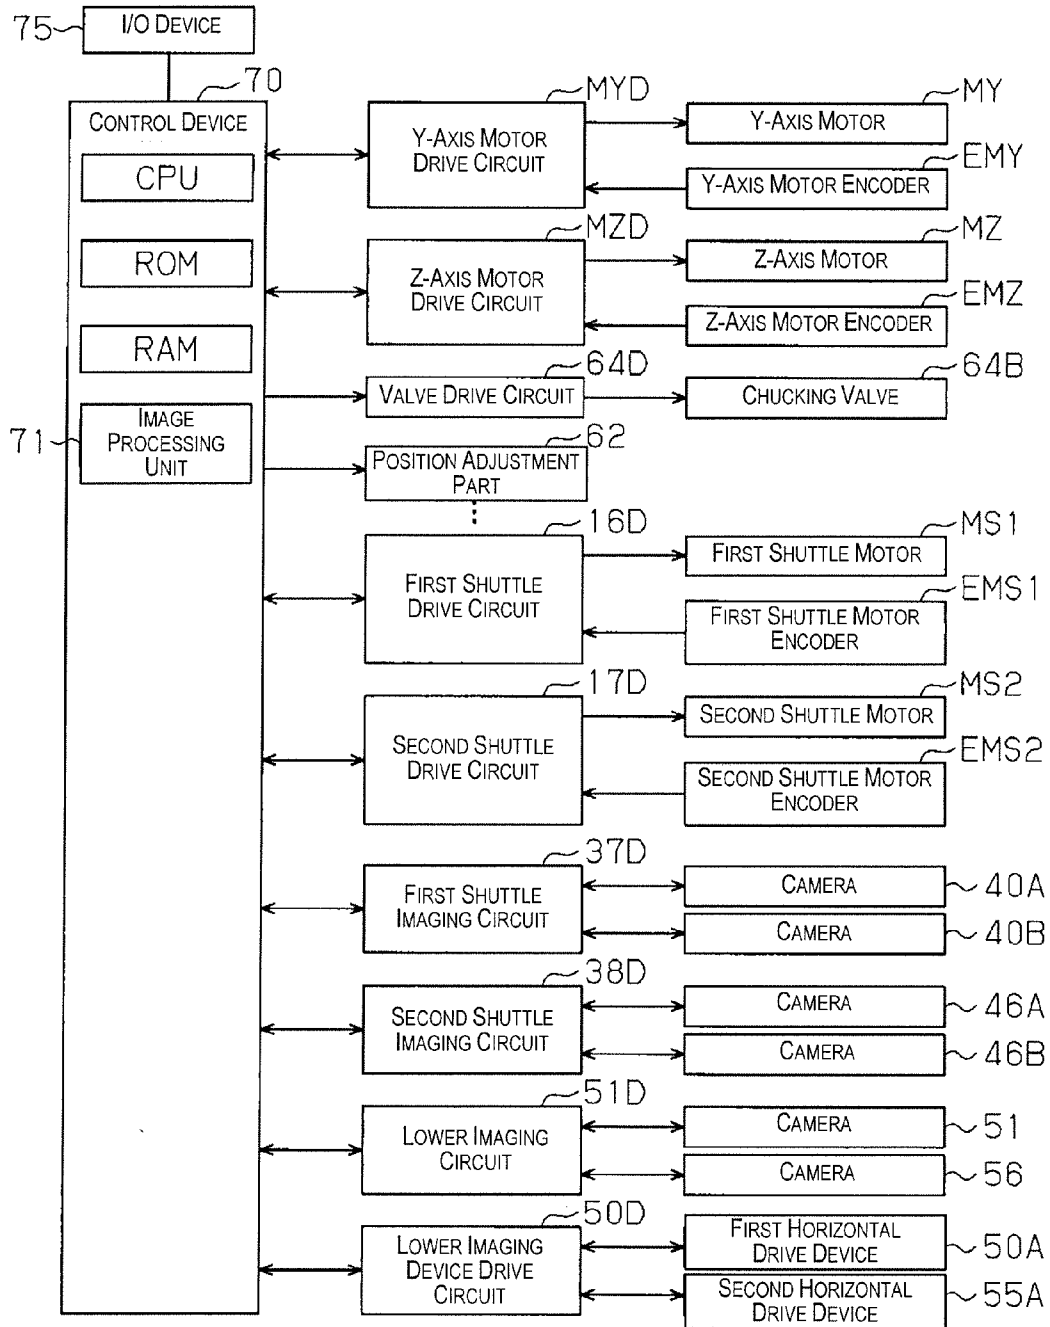 75
I/O DEVICE
70
CONTROL DEVICE
CPU
ROM
RAM
71
IMAGE
PROCESSING
UNIT
MYD
Y-AXIS MOTOR
DRIVE CIRCUIT
MY
Y-AXIS MOTOR
EMY
Y-AXIS MOTOR ENCODER
MZD
Z-AXIS MOTOR
DRIVE CIRCUIT
MZ
Z-AXIS MOTOR
EMZ
Z-AXIS MOTOR ENCODER
64D
VALVE DRIVE CIRCUIT
64B
CHUCKING VALVE
62
POSITION ADJUSTMENT
PART
16D
FIRST SHUTTLE
DRIVE CIRCUIT
MS1
FIRST SHUTTLE MOTOR
EMS1
FIRST SHUTTLE MOTOR
ENCODER
17D
SECOND SHUTTLE
DRIVE CIRCUIT
MS2
SECOND SHUTTLE MOTOR
EMS2
SECOND SHUTTLE MOTOR
ENCODER
37D
FIRST SHUTTLE
IMAGING CIRCUIT
CAMERA
40A
CAMERA
40B
38D
SECOND SHUTTLE
IMAGING CIRCUIT
CAMERA
46A
CAMERA
46B
51D
LOWER IMAGING
CIRCUIT
CAMERA
51
CAMERA
56
50D
LOWER IMAGING
DEVICE DRIVE
CIRCUIT
FIRST HORIZONTAL
DRIVE DEVICE
50A
SECOND HORIZONTAL
DRIVE DEVICE
55A